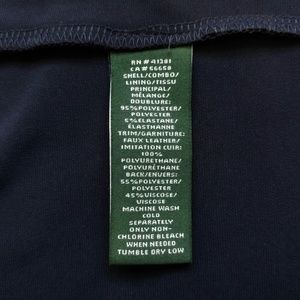 RN # 41381
CA # 56650
SHELL/COMBO/
LINING/TISSU
PRINCIPAL/
MÉLANGE/
DOUBLURE:
95%POLYESTER/
POLYESTER
5%ELASTANE/
ÉLASTHANNE
TRIM/GARNITURE:
FAUX LEATHER/
IMITATION CUIR:
100%
POLYURETHANE/
POLYURÉTHANE
BACK/ENVERS:
55%POLYESTER/
POLYESTER
45%VISCOSE/
VISCOSE
MACHINE WASH
COLD
SEPARATELY
ONLY NON-
CHLORINE BLEACH
WHEN NEEDED
TUMBLE DRY LOW